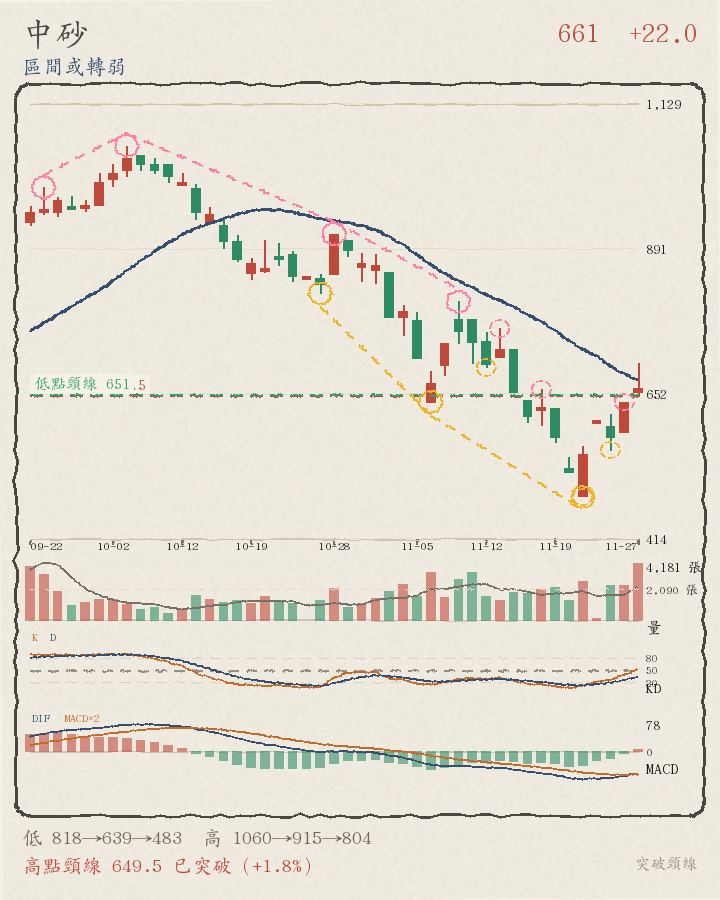 中砂 661 +22.0
區間或轉弱
1,129
891
低點頸線 651.5
652
414
09-22 10-02 10-12 10-19 10-28 11-05 11-12 11-19 11-27
4,181 張
2,090 張
量
K D
80
50
20
KD
DIF MACD×2
78
0
MACD
低 818→639→483 高 1060→915→804
高點頸線 649.5 已突破 (+1.8%)
突破頸線